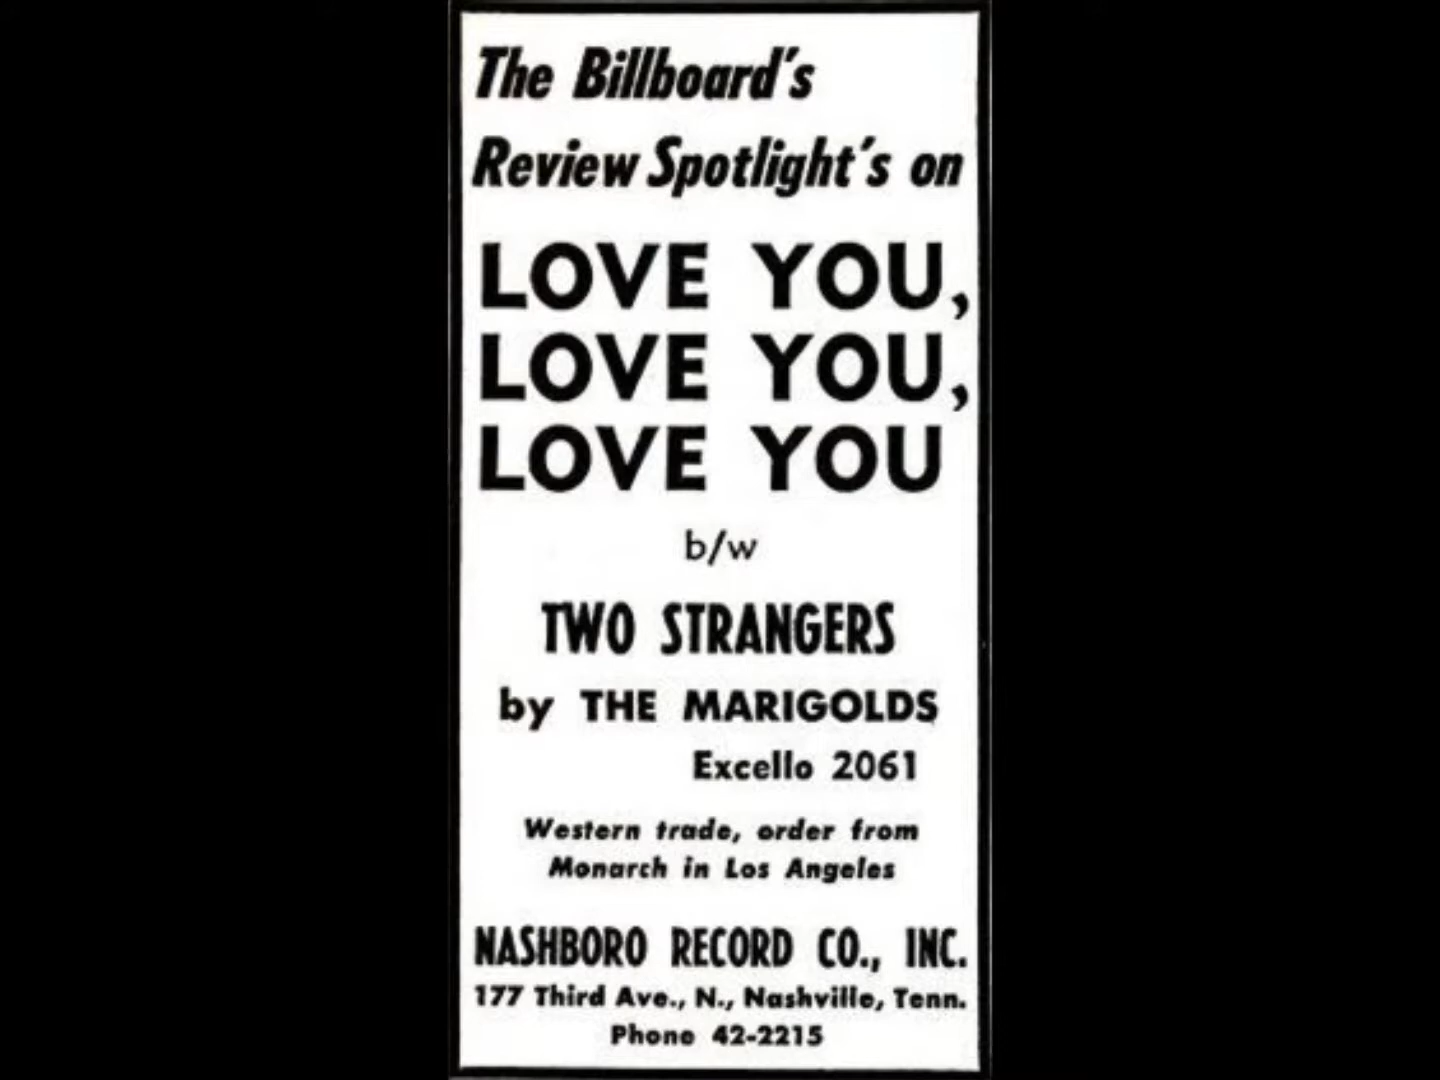 The Billboard's
Review Spotlight's on
LOVE YOU,
LOVE YOU,
LOVE YOU
b/w
TWO STRANGERS
by THE MARIGOLDS
Excello 2061
Western trade, order from
Monarch in Los Angeles
NASHBORO RECORD CO., INC.
177 Third Ave., N., Nashville, Tenn.
Phone 42-2215